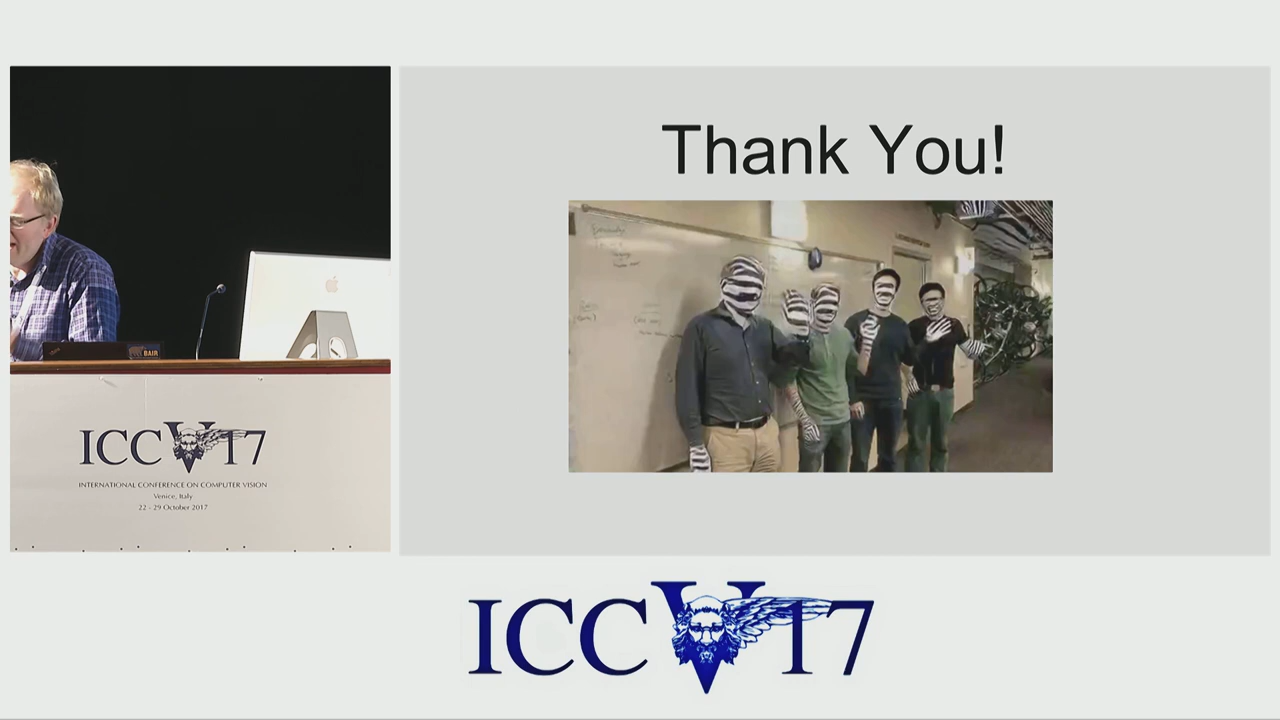 Thank You!
BAIR
ICCV17
INTERNATIONAL CONFERENCE ON COMPUTER VISION
Venice, Italy
22 - 29 October 2017
ICCV17